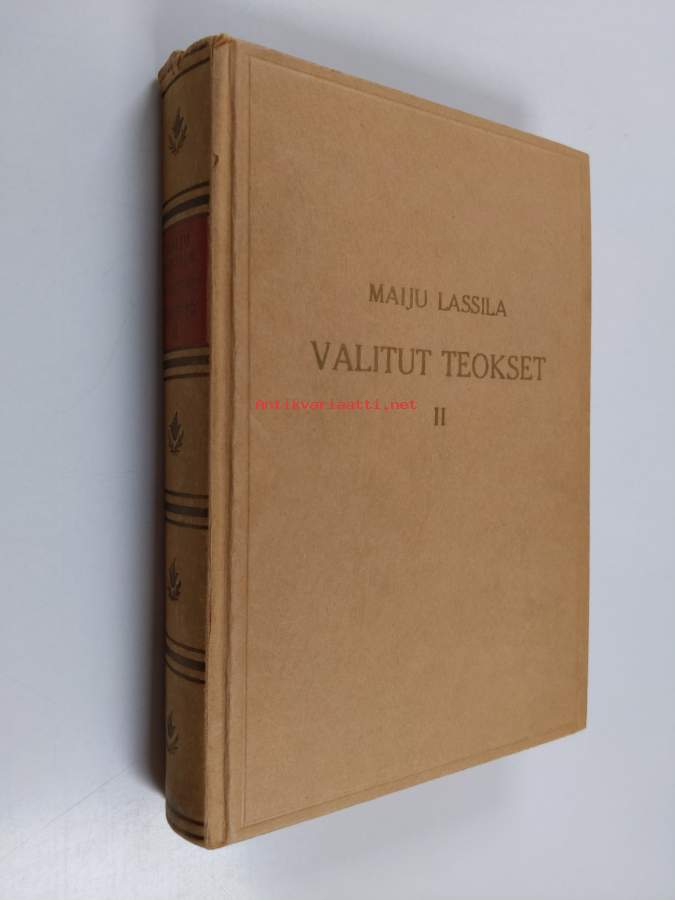 MAIJU LASSILA
VALITUT TEOKSET
Antikvariaatti.net
II